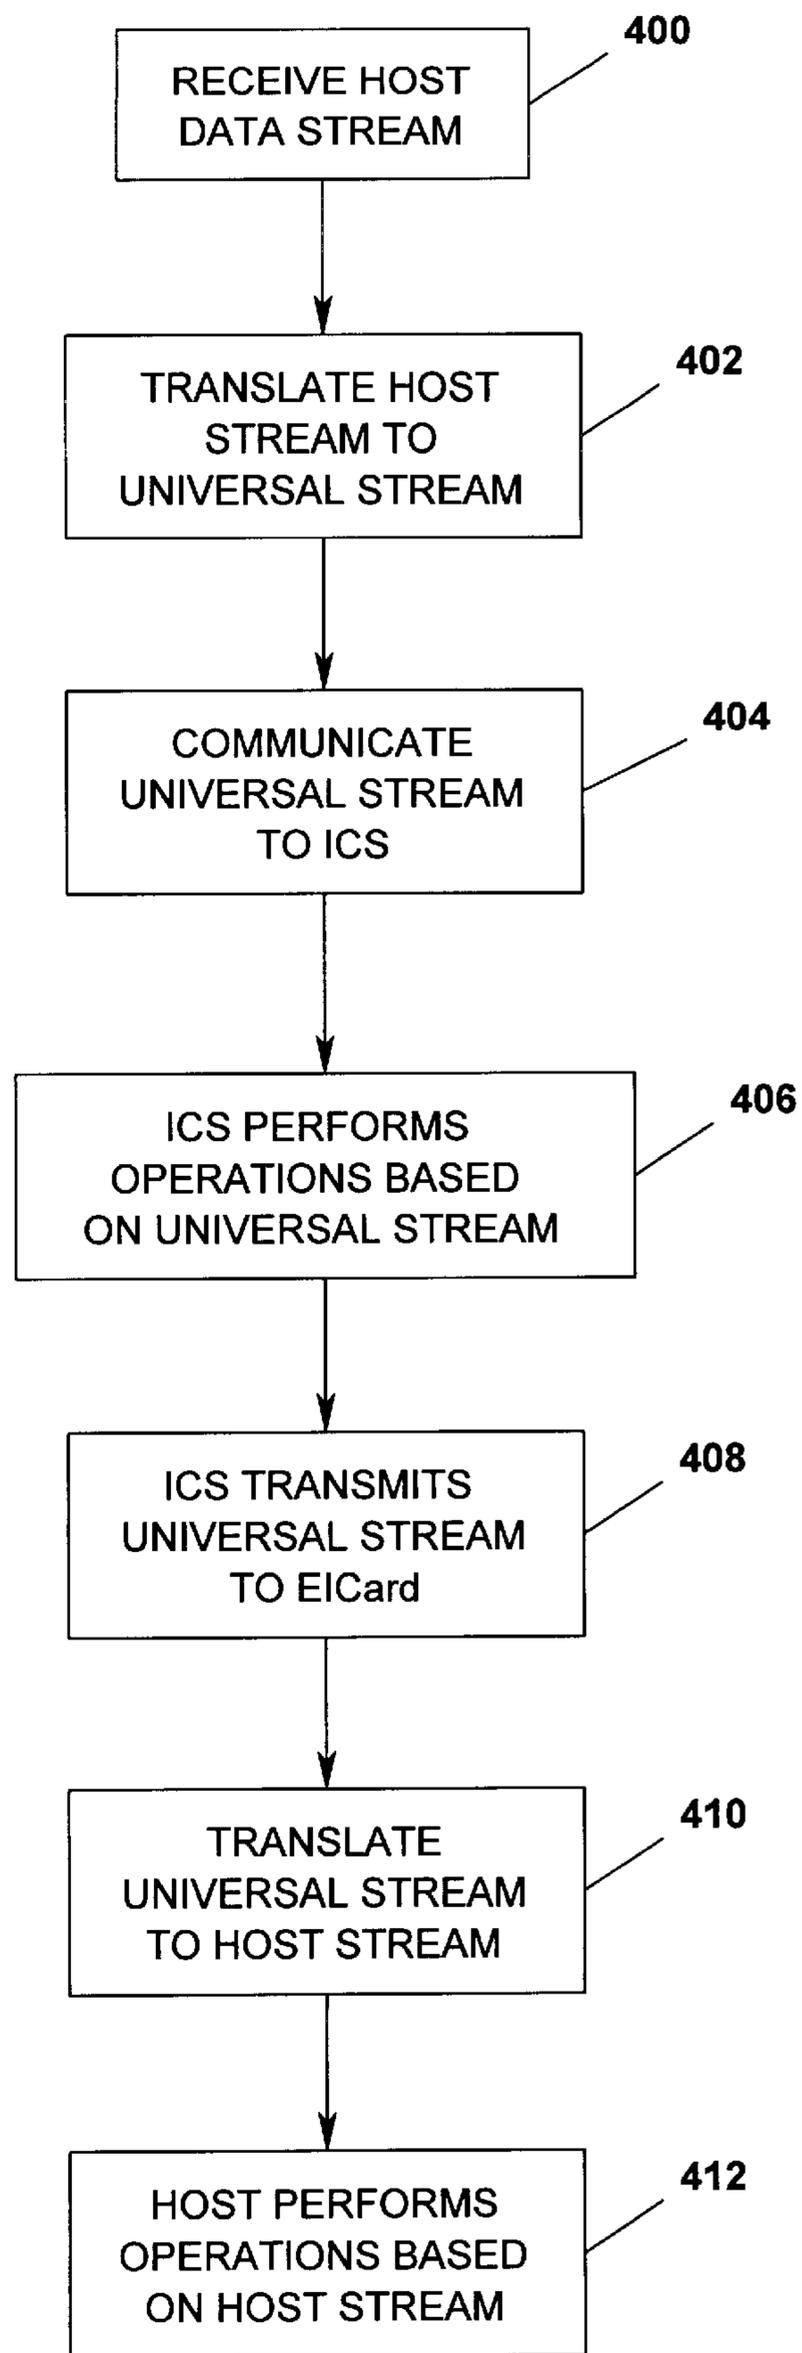 400
RECEIVE HOST
DATA STREAM
402
TRANSLATE HOST
STREAM TO
UNIVERSAL STREAM
404
COMMUNICATE
UNIVERSAL STREAM
TO ICS
406
ICS PERFORMS
OPERATIONS BASED
ON UNIVERSAL STREAM
408
ICS TRANSMITS
UNIVERSAL STREAM
TO EICard
410
TRANSLATE
UNIVERSAL STREAM
TO HOST STREAM
412
HOST PERFORMS
OPERATIONS BASED
ON HOST STREAM